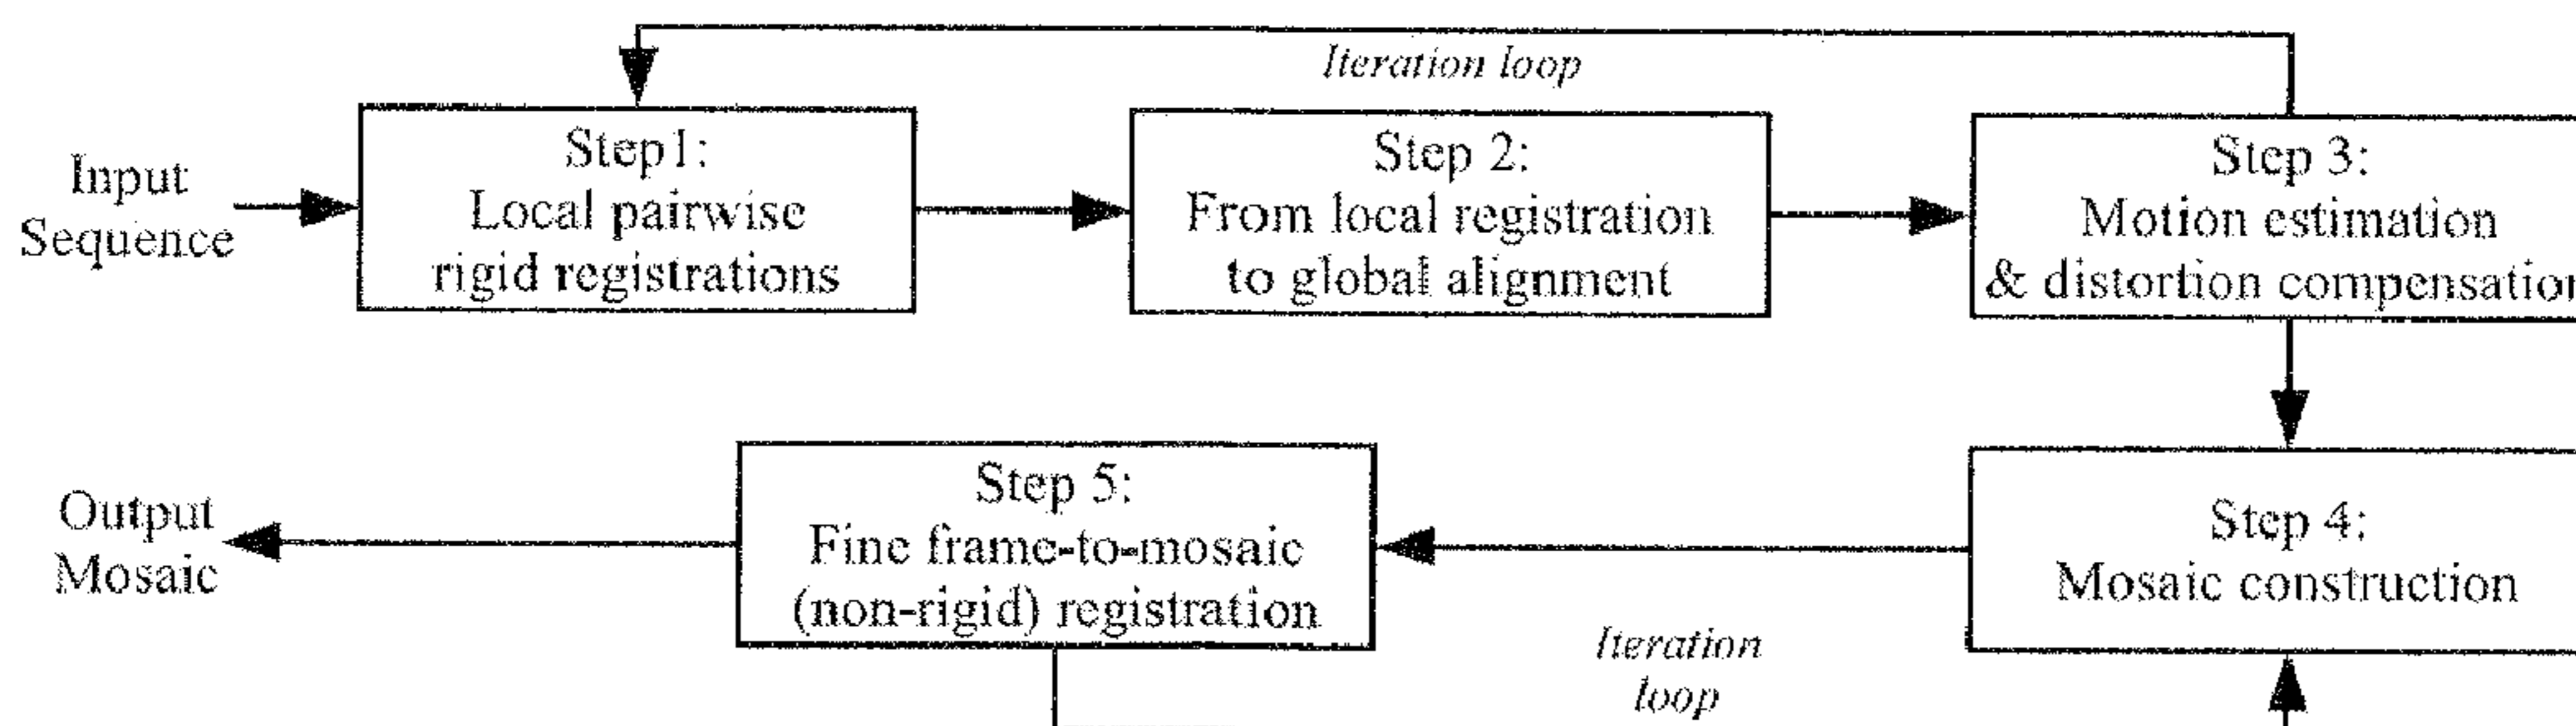 Iteration loop
Input
Sequence
Step1:
Local pairwise
rigid registrations
Step 2:
From local registration
to global alignment
Step 3:
Motion estimation
& distortion compensation
Output
Mosaic
Step 5:
Fine frame-to-mosaic
(non-rigid) registration
Step 4:
Mosaic construction
Iteration
loop